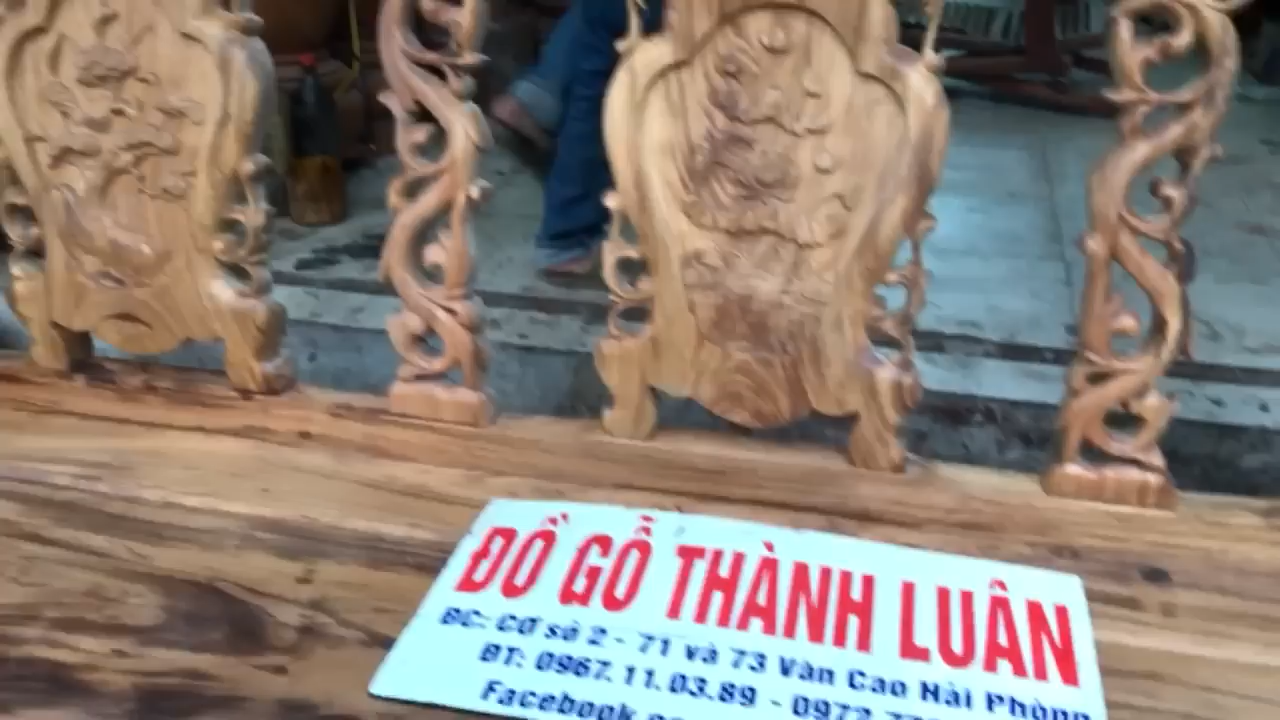 ĐỒ GỖ THÀNH LUÂN
ĐC: CƠ sở 2 - 71 và 73 Văn Cao Hải Phòng
ĐT: 0967.11.03.89 - 0972.
Facebook